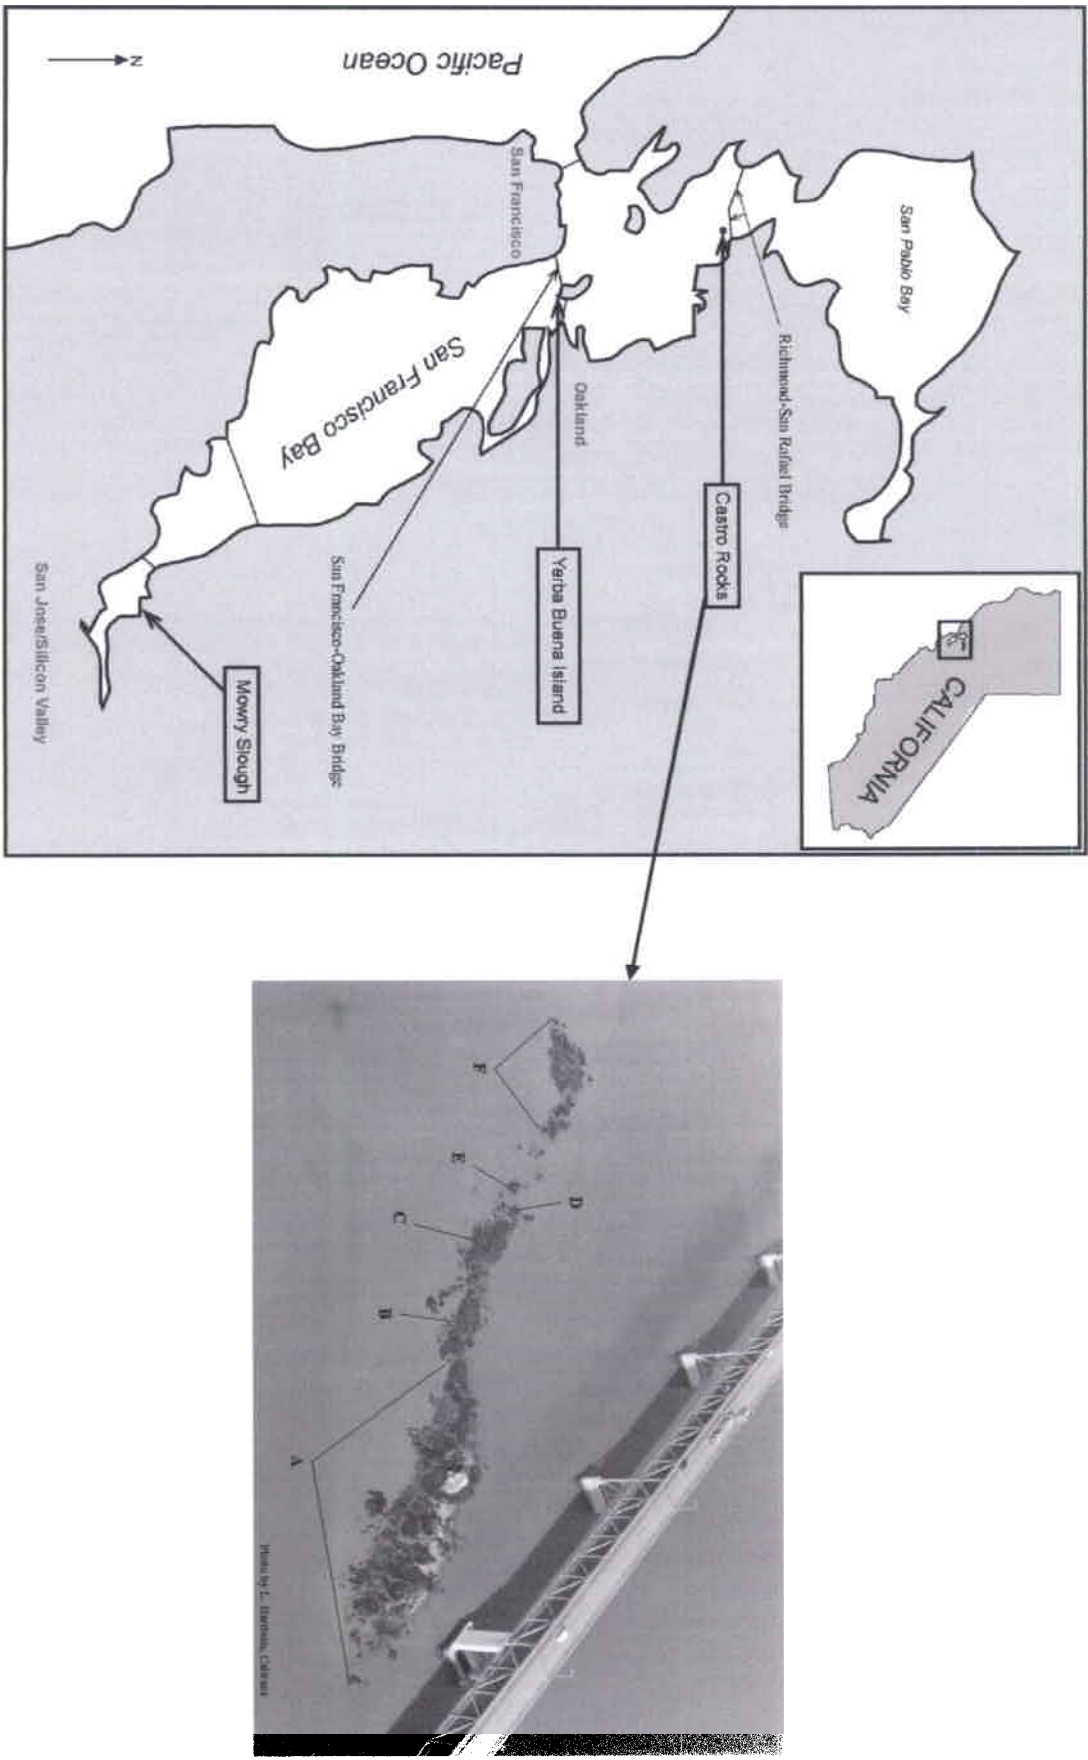 CALIFORNIA
San Pablo Bay
Richmond-San Rafael Bridge
Castro Rocks
Oakland
Yerba Buena Island
San Francisco
Pacific Ocean
N
San Francisco Bay
San Francisco-Oakland Bay Bridge
Mowry Slough
San Jose/Silicon Valley
F
E
D
C
B
A
Photo by L. Hartman, Caltrans